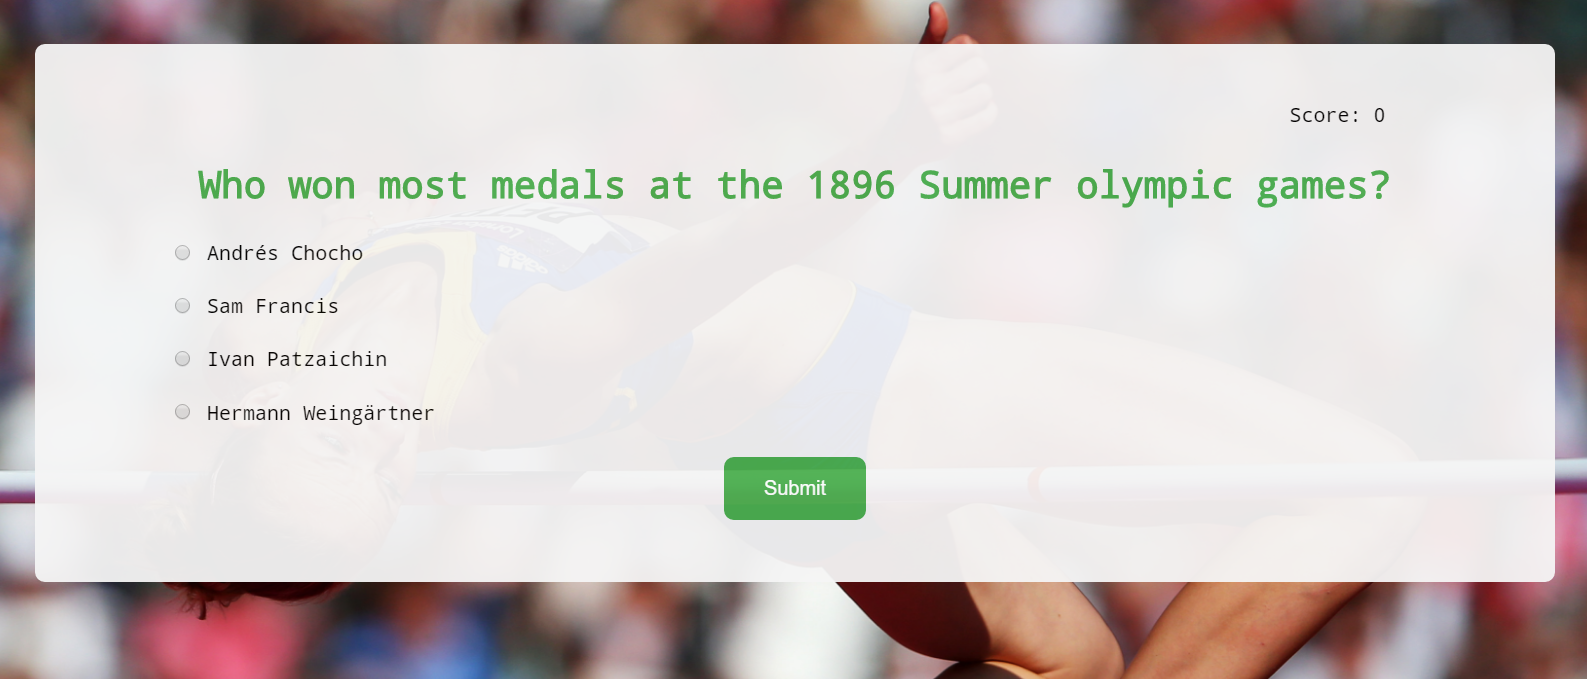 Score: 0
Who won most medals at the 1896 Summer olympic games?
Andrés Chocho
Sam Francis
Ivan Patzaichin
Hermann Weingärtner
Submit